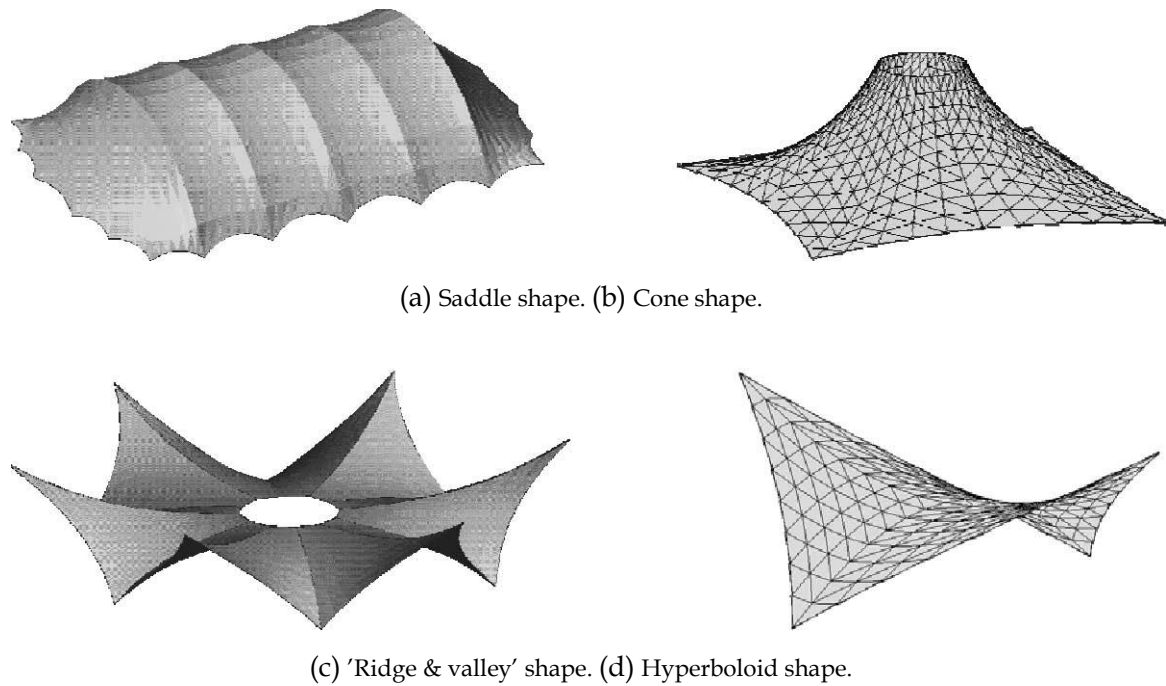 (a) Saddle shape. (b) Cone shape.
(c) ’Ridge & valley’ shape. (d) Hyperboloid shape.